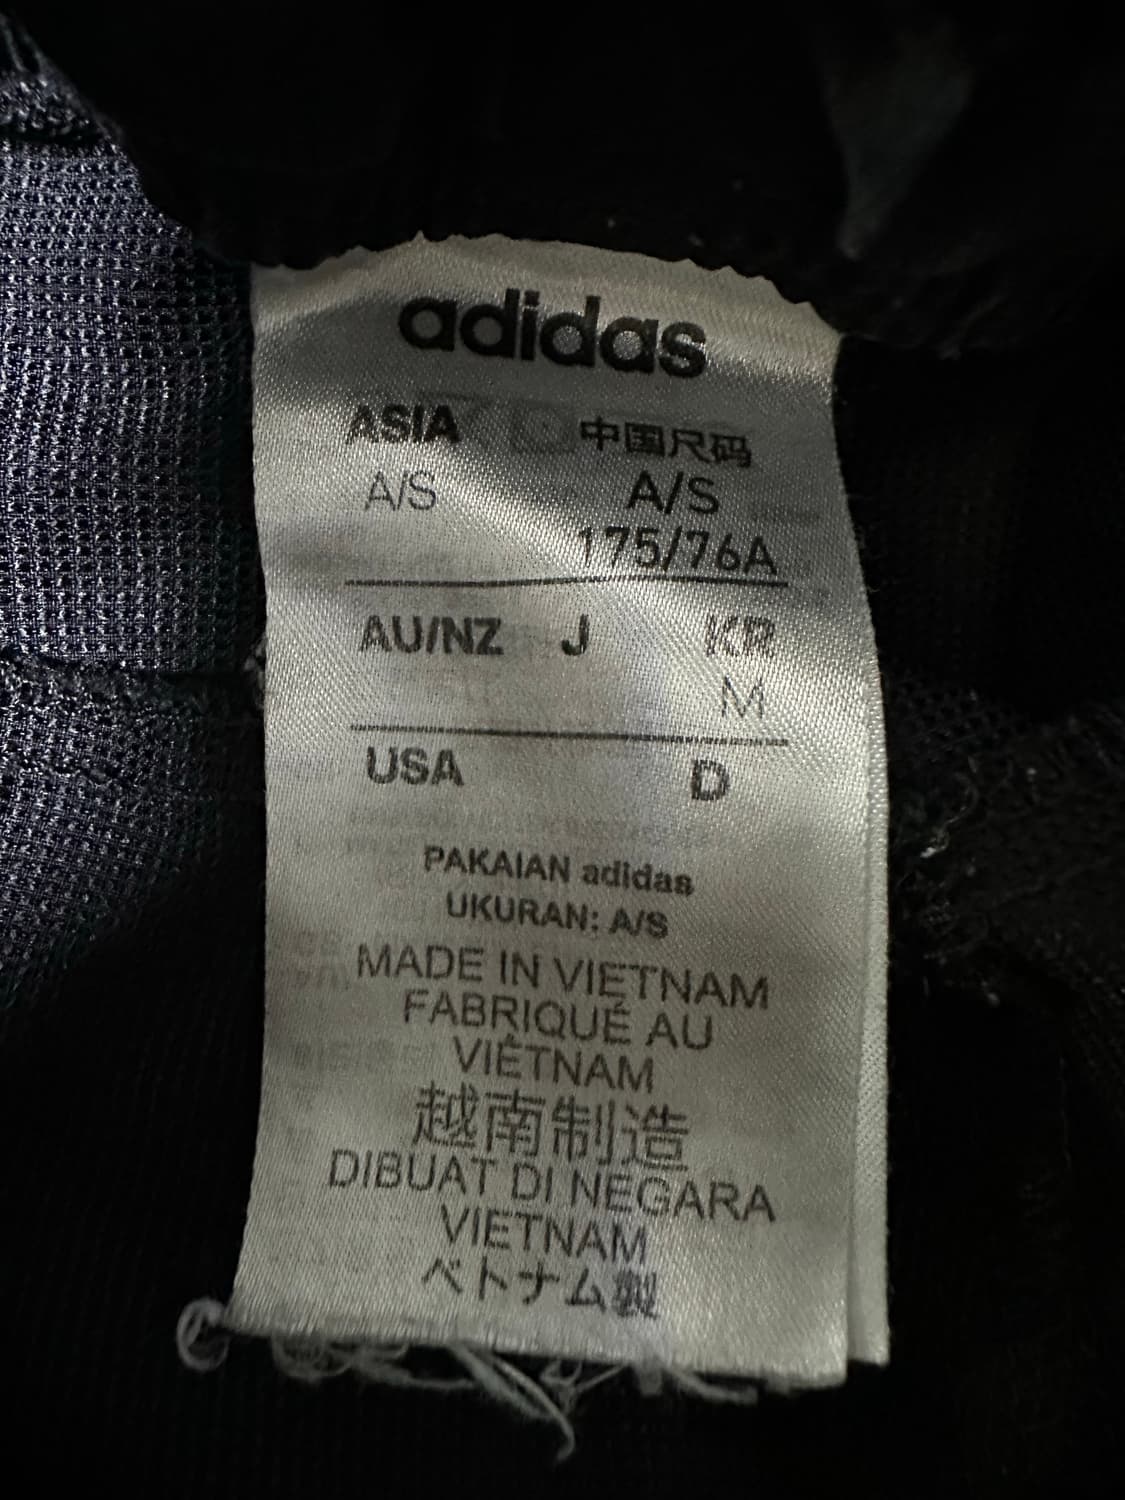 adidas
ASIA 中国尺码
A/S A/S
175/76A
AU/NZ J KR
M
USA D
PAKAIAN adidas
UKURAN: A/S
MADE IN VIETNAM
FABRIQUÉ AU
VIÊTNAM
越南制造
DIBUAT DI NEGARA
VIETNAM
ベトナム製